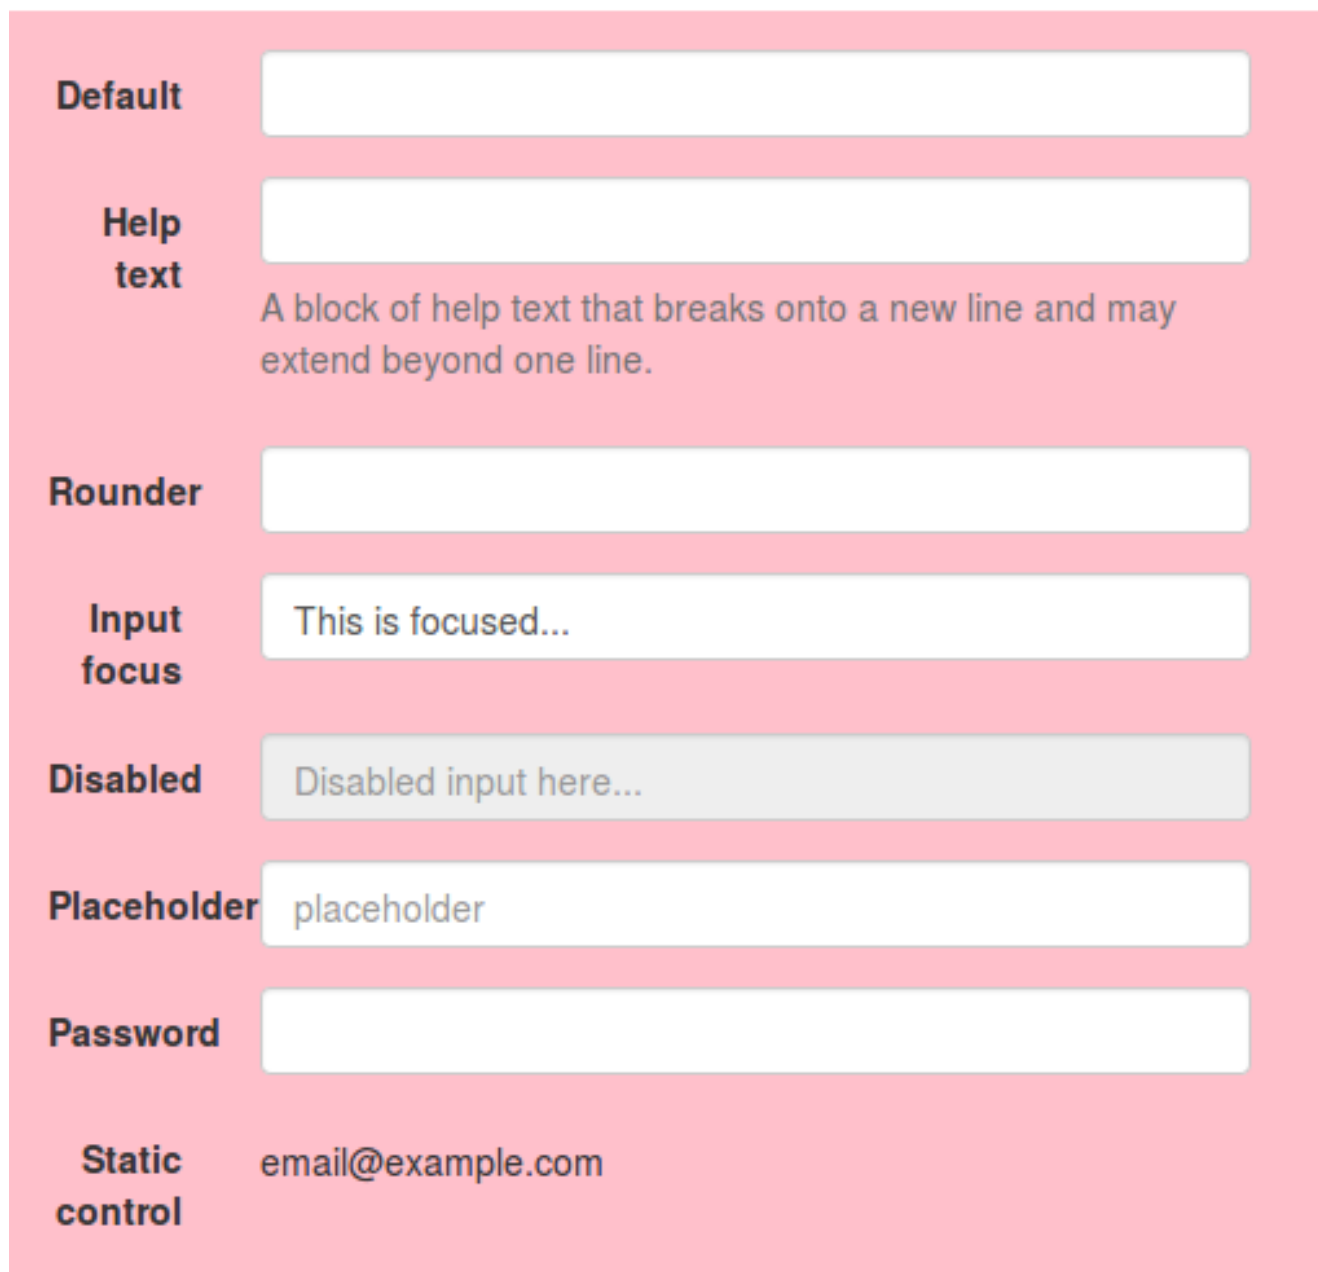 Default
Help
text
A block of help text that breaks onto a new line and may
extend beyond one line.
Rounder
Input
focus
This is focused...
Disabled
Disabled input here...
Placeholder
placeholder
Password
Static
control
email@example.com